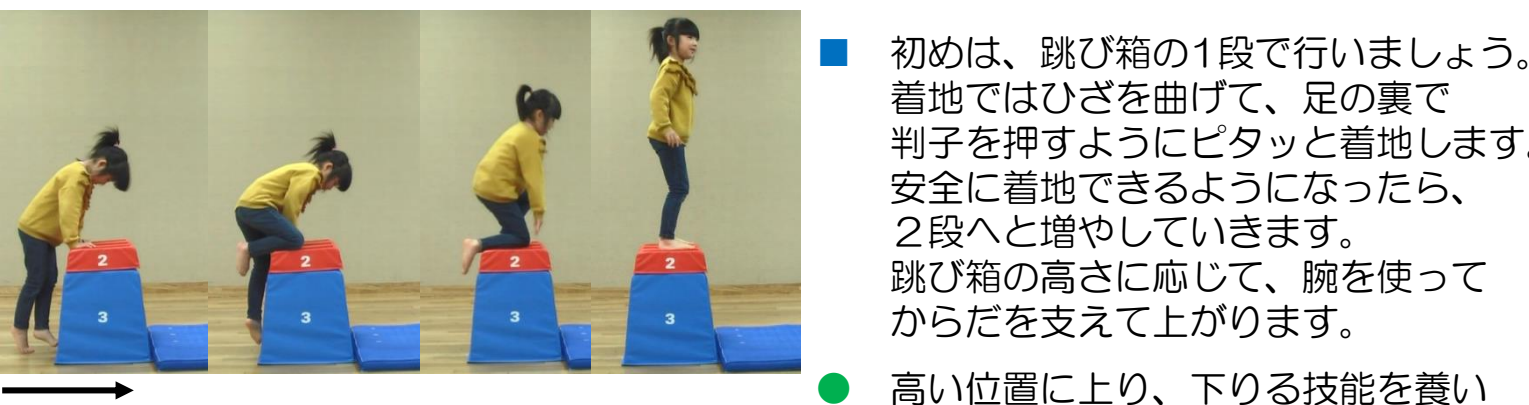 2
3
2
3
2
3
2
3
■ 初めは、跳び箱の1段で行いましょう。
着地ではひざを曲げて、足の裏で
判子を押すようにピタッと着地します。
安全に着地できるようになったら、
２段へと増やしていきます。
跳び箱の高さに応じて、腕を使って
からだを支えて上がります。
● 高い位置に上り、下りる技能を養い